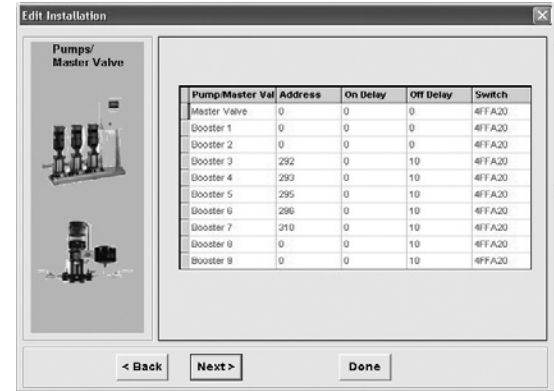 Edit Installation
Pumps/
Master Valve
Pump/Master Val Address On Delay Off Delay Switch
Master Valve 0 0 0 4FFA20
Booster 1 0 0 0 4FFA20
Booster 2 0 0 0 4FFA20
Booster 3 292 0 10 4FFA20
Booster 4 293 0 10 4FFA20
Booster 5 295 0 10 4FFA20
Booster 6 296 0 10 4FFA20
Booster 7 310 0 10 4FFA20
Booster 8 0 0 10 4FFA20
Booster 9 0 0 10 4FFA20
< Back Next > Done